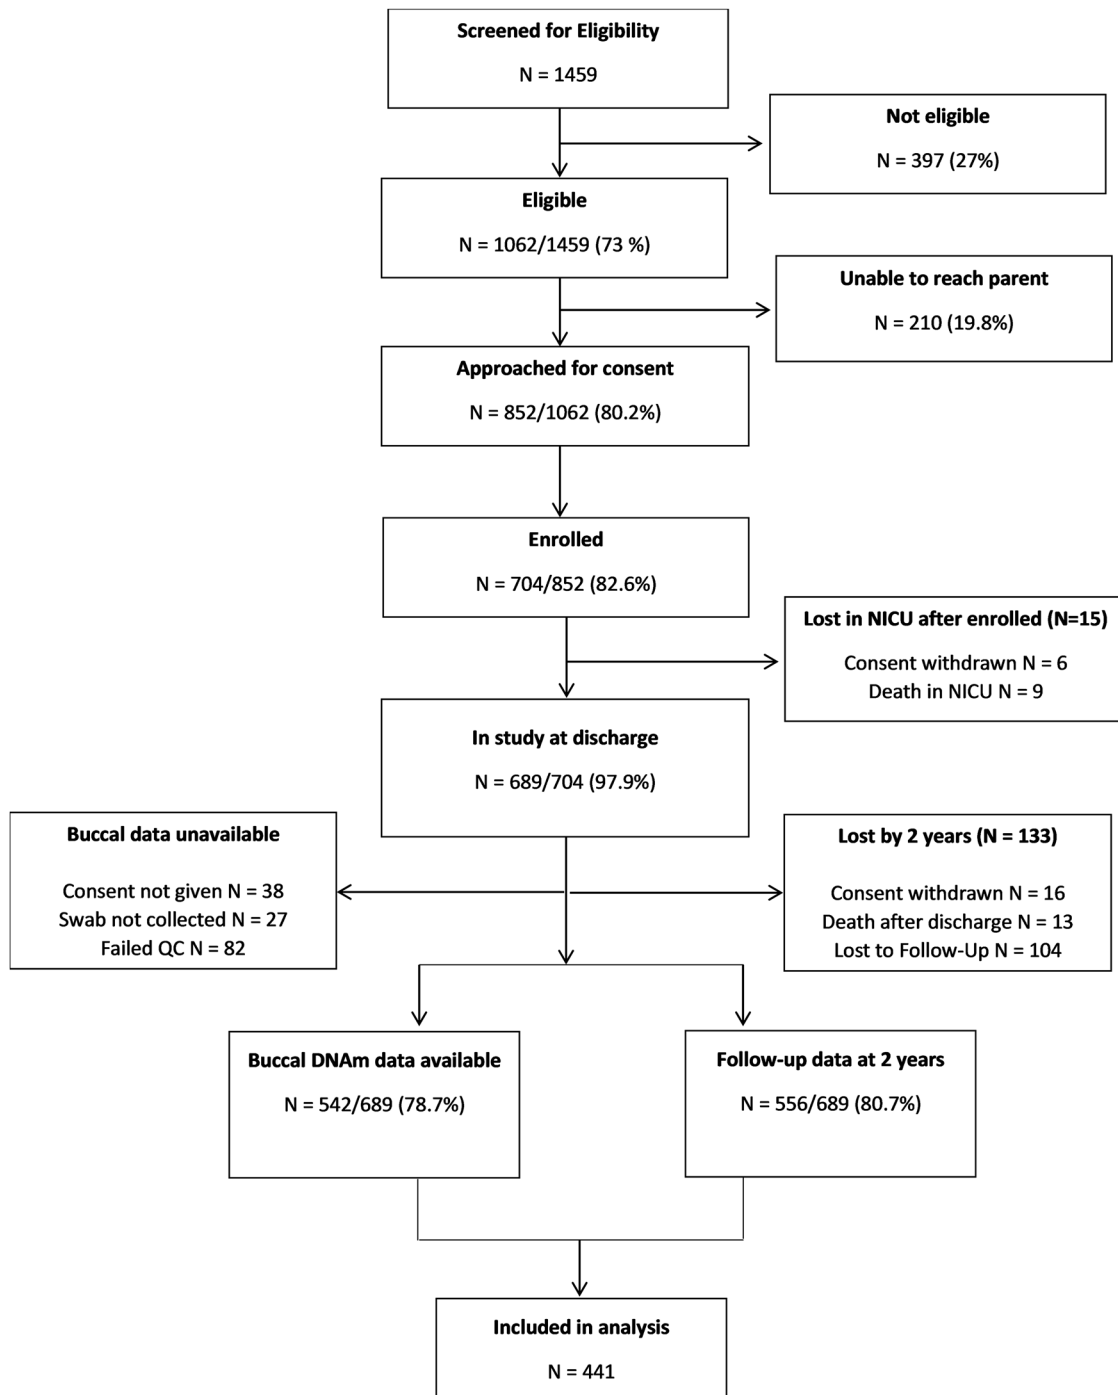 Screened for Eligibility
N = 1459
Not eligible
N = 397 (27%)
Eligible
N = 1062/1459 (73 %)
Unable to reach parent
N = 210 (19.8%)
Approached for consent
N = 852/1062 (80.2%)
Enrolled
N = 704/852 (82.6%)
Lost in NICU after enrolled (N=15)
Consent withdrawn N = 6
Death in NICU N = 9
In study at discharge
N = 689/704 (97.9%)
Buccal data unavailable
Consent not given N = 38
Swab not collected N = 27
Failed QC N = 82
Lost by 2 years (N = 133)
Consent withdrawn N = 16
Death after discharge N = 13
Lost to Follow-Up N = 104
Buccal DNAm data available
N = 542/689 (78.7%)
Follow-up data at 2 years
N = 556/689 (80.7%)
Included in analysis
N = 441